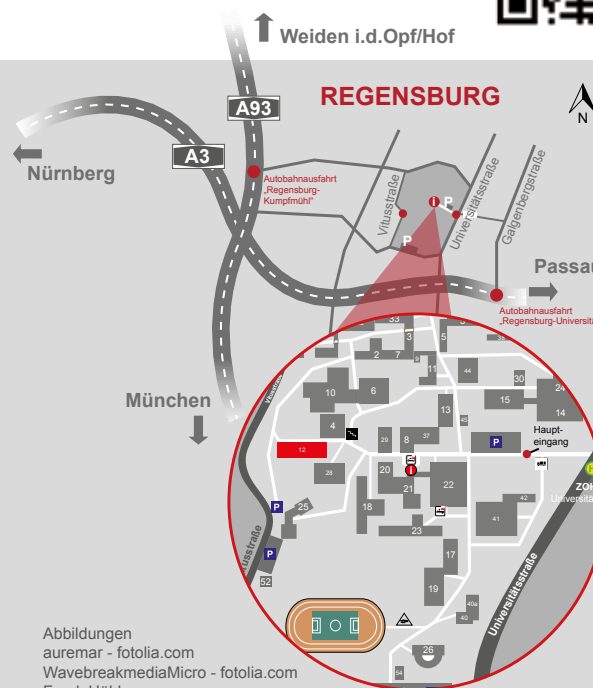 Weiden i.d.Opf/Hof
REGENSBURG
N
A93
A3
Nürnberg
Autobahnausfahrt
„Regensburg-
Kumpfmühl"
Vitusstraße
P
Universitätsstraße
Galgenbergstraße
P
Passau
Autobahnausfahrt
„Regensburg-Universitä
München
33
3
5
2
7
9
11
44
30
24
10
6
15
14
4
13
45
Haupt-
eingang
29
8
37
P
12
28
20
22
21
ZOH
Universitä
P
25
18
42
41
23
Vitusstraße
tusstraße
P
52
17
19
Universitätsstraße
40a
40
26
54
Abbildungen
auremar - fotolia.com
WavebreakmediaMicro - fotolia.com